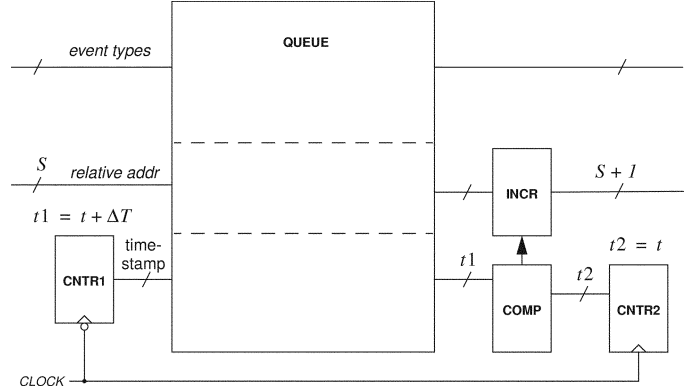 event types
QUEUE
S
relative addr
INCR
S + 1
t1 = t + ΔT
time-
stamp
CNTR1
t1
t2
t2 = t
COMP
CNTR2
CLOCK